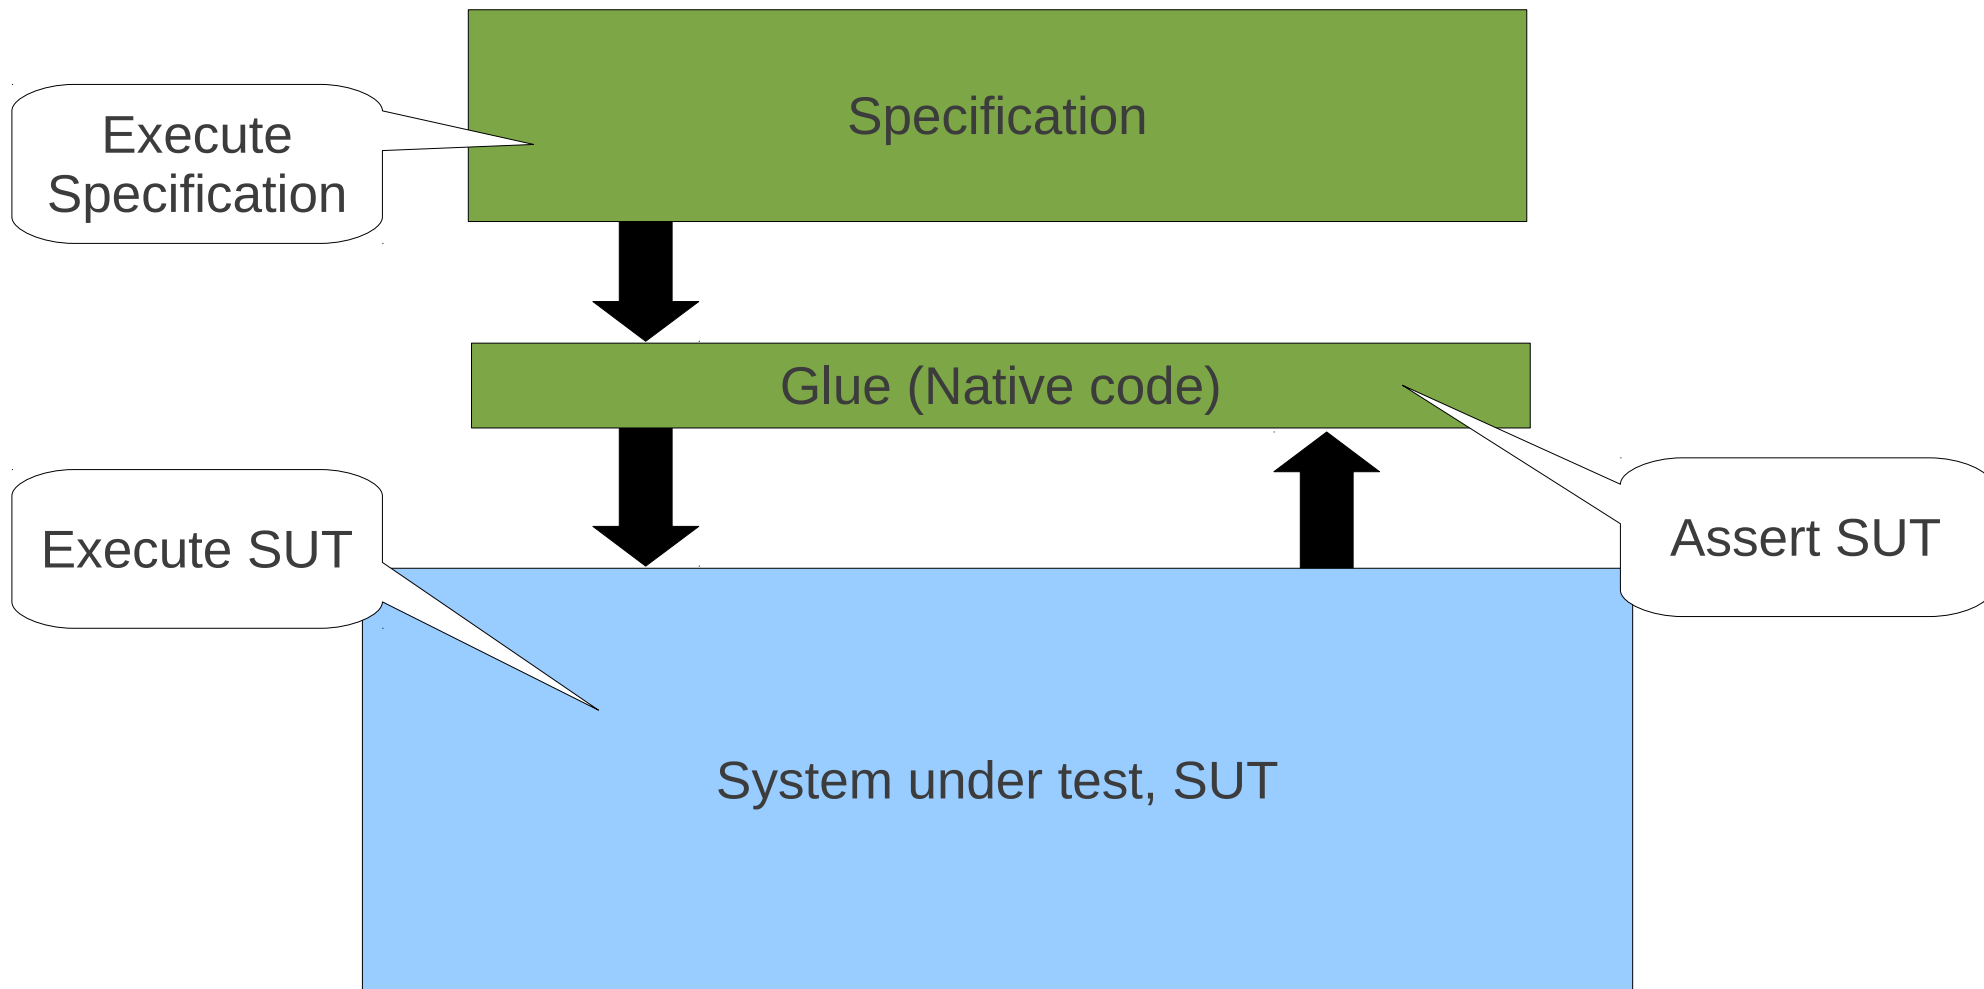 Specification
Execute
Specification
Glue (Native code)
Execute SUT
Assert SUT
System under test, SUT